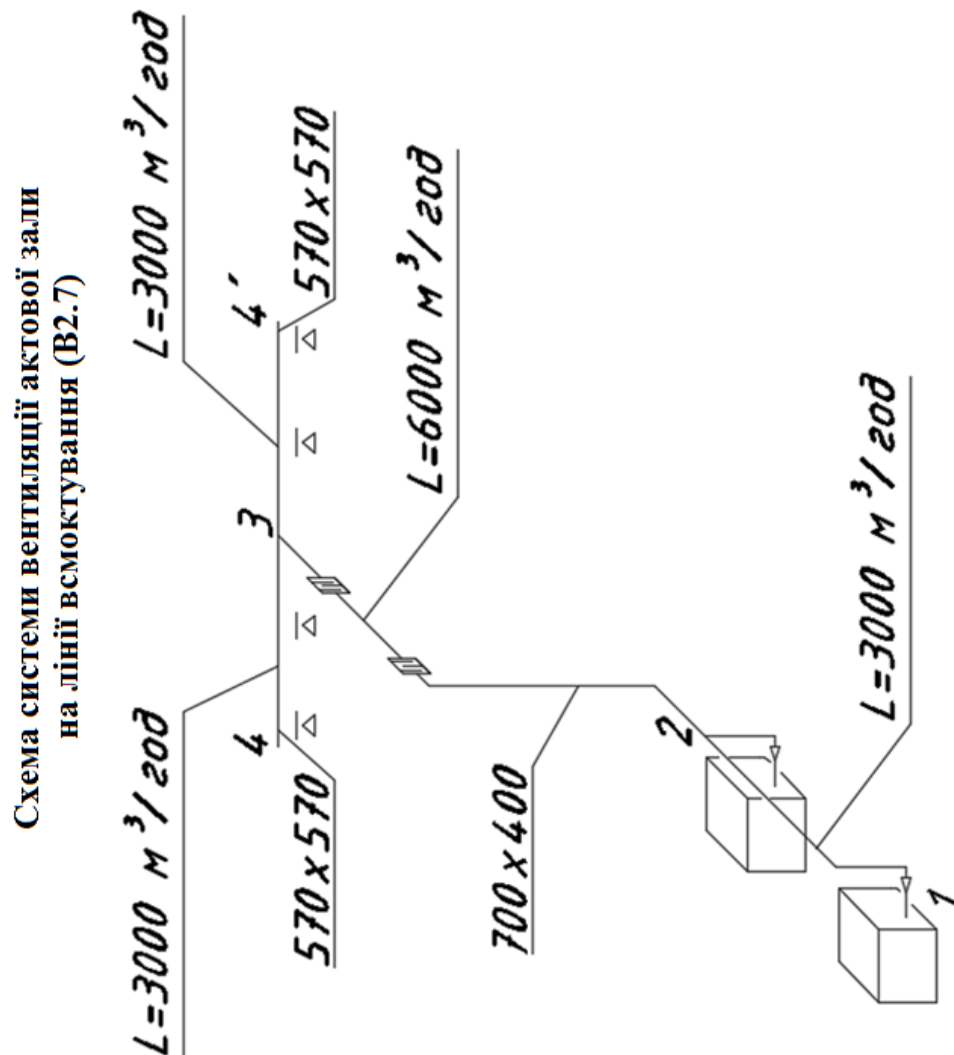 Схема системи вентиляції актової зали
на лінії всмоктування (В2.7)
L=3000 м³/год
L=3000 м³/год
4
3
4'
570x570
570x570
L=6000 м³/год
700x400
2
L=3000 м³/год
1